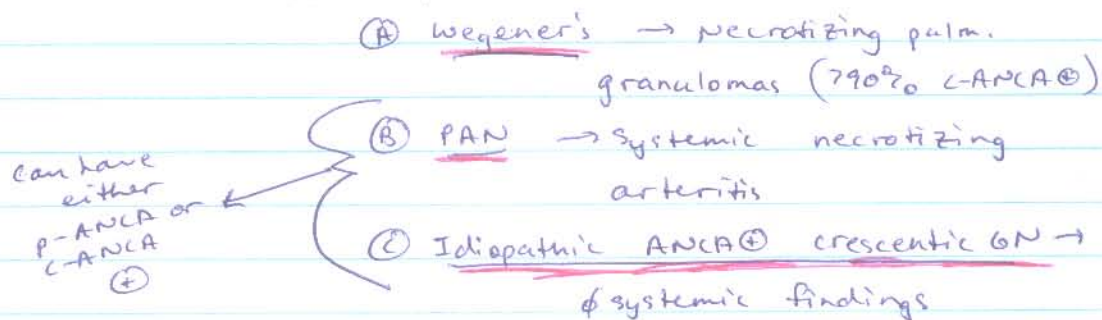 Ⓐ Wegener's → Necrotizing pulm.
granulomas (>90% C-ANCA⊕)
Ⓑ PAN → Systemic necrotizing
arteritis
Ⓒ Idiopathic ANCA⊕ crescentic GN →
∅ systemic findings
can have
either
P-ANCA or
C-ANCA
⊕